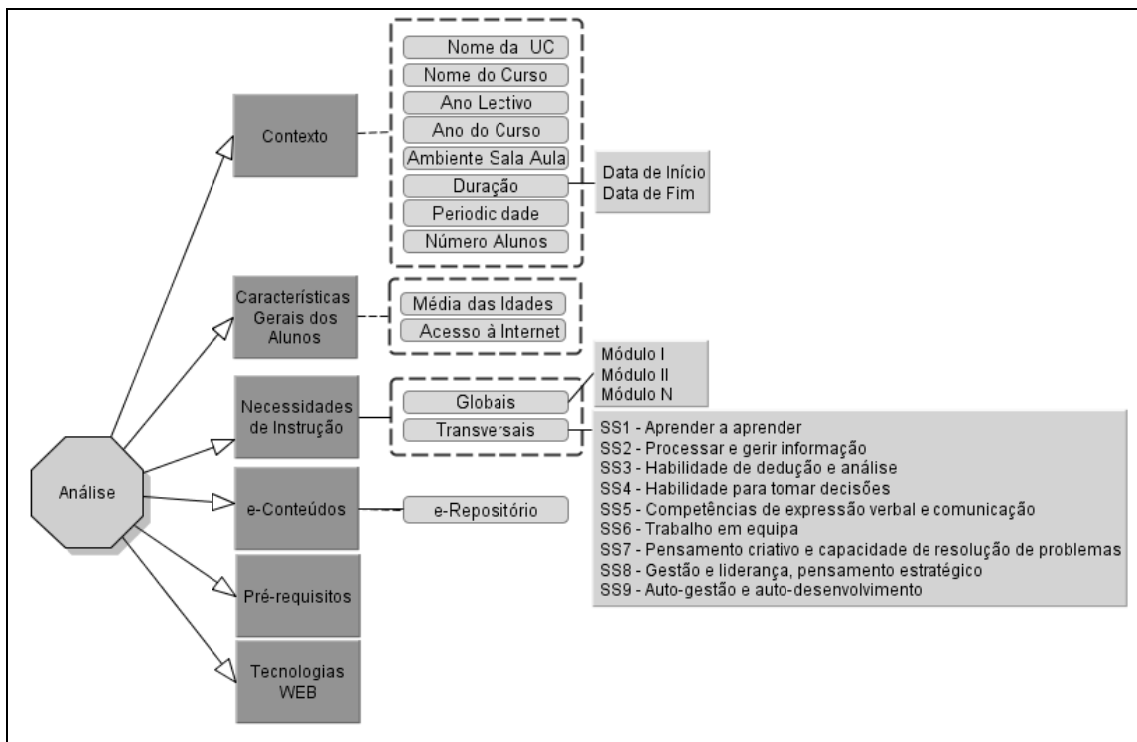 Nome da UC
Nome do Curso
Ano Lectivo
Ano do Curso
Ambiente Sala Aula
Duração
Periodicidade
Número Alunos
Contexto
Data de Início
Data de Fim
Características
Gerais dos
Alunos
Média das Idades
Acesso à Internet
Necessidades
de Instrução
Globais
Transversais
Módulo I
Módulo II
Módulo N
SS1 - Aprender a aprender
SS2 - Processar e gerir informação
SS3 - Habilidade de dedução e análise
SS4 - Habilidade para tomar decisões
SS5 - Competências de expressão verbal e comunicação
SS6 - Trabalho em equipa
SS7 - Pensamento criativo e capacidade de resolução de problemas
SS8 - Gestão e liderança, pensamento estratégico
SS9 - Auto-gestão e auto-desenvolvimento
Análise
e-Conteúdos
e-Repositório
Pré-requisitos
Tecnologias
WEB